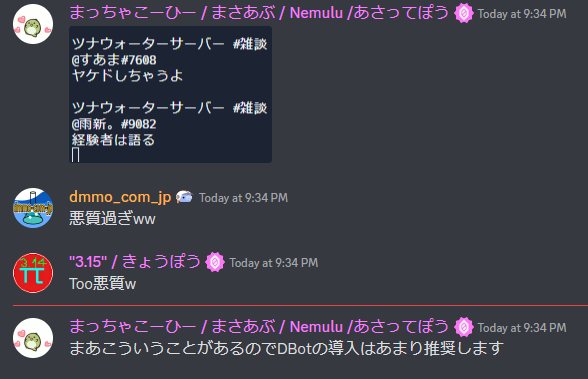 まっちゃこーひー / まさあぶ / Nemulu /あさってぽう Today at 9:34 PM
ツナウォーターサーバー #雑談
@すあま#7608
ヤケドしちゃうよ
ツナウォーターサーバー #雑談
@雨新。#9082
経験者は語る
dmmo_com_jp Today at 9:34 PM
悪質過ぎww
3.14
π
"3.15" / きょうぽう Today at 9:34 PM
Too悪質w
まっちゃこーひー / まさあぶ / Nemulu /あさってぽう Today at 9:34 PM
まあこういうことがあるのでDBotの導入はあまり推奨します